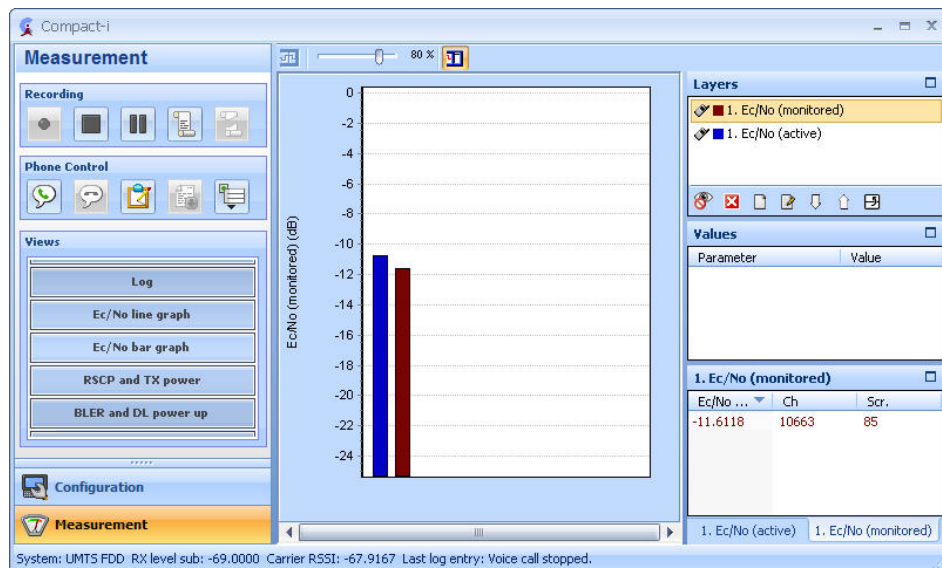 Compact-i
Measurement
Recording
Phone Control
Views
Log
Ec/No line graph
Ec/No bar graph
RSCP and TX power
BLER and DL power up
Configuration
Measurement
80 %
Ec/No (monitored) (dB)
0
-2
-4
-6
-8
-10
-12
-14
-16
-18
-20
-22
-24
Layers
1. Ec/No (monitored)
1. Ec/No (active)
Values
Parameter Value
1. Ec/No (monitored)
Ec/No ... Ch Scr.
-11.6118 10663 85
1. Ec/No (active) 1. Ec/No (monitored)
System: UMTS FDD RX level sub: -69.0000 Carrier RSSI: -67.9167 Last log entry: Voice call stopped.